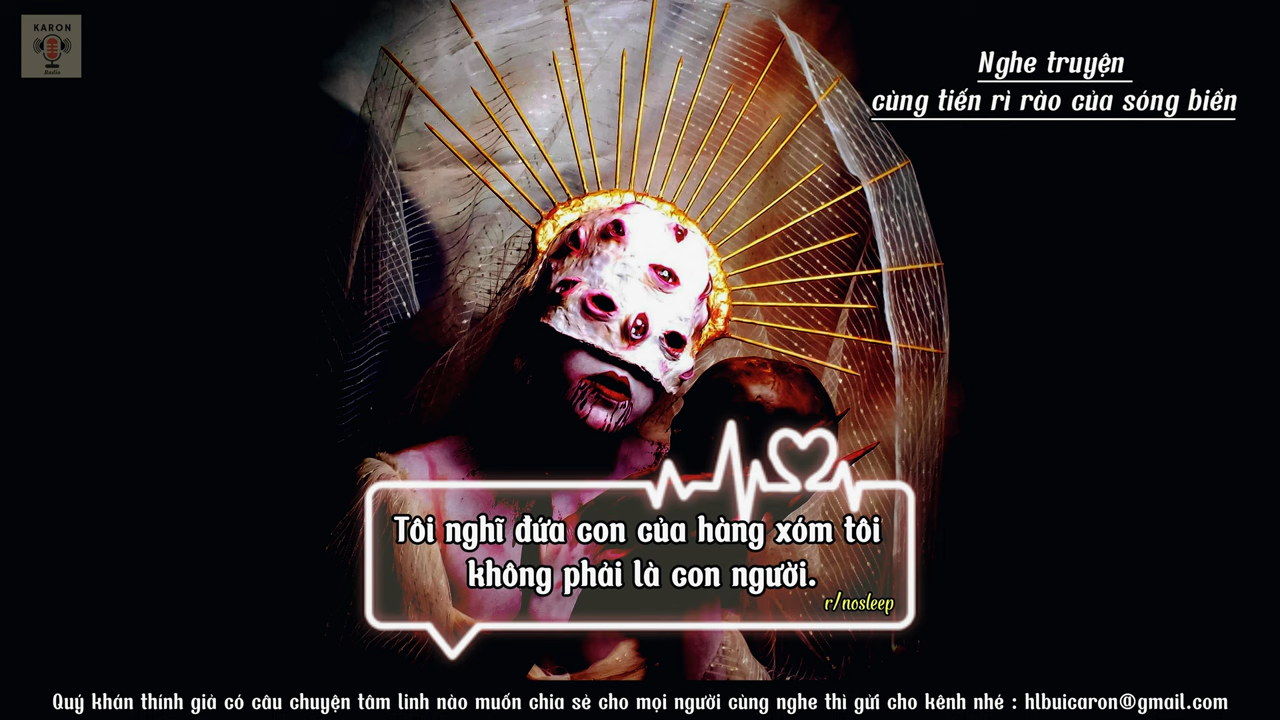 KARON
Radio
Nghe truyện
cùng tiến rì rào của sóng biển
Tôi nghĩ đứa con của hàng xóm tôi
không phải là con người.
r/nosleep
Quý khán thính giả có câu chuyện tâm linh nào muốn chia sẻ cho mọi người cùng nghe thì gửi cho kênh nhé : hlbuicaron@gmail.com